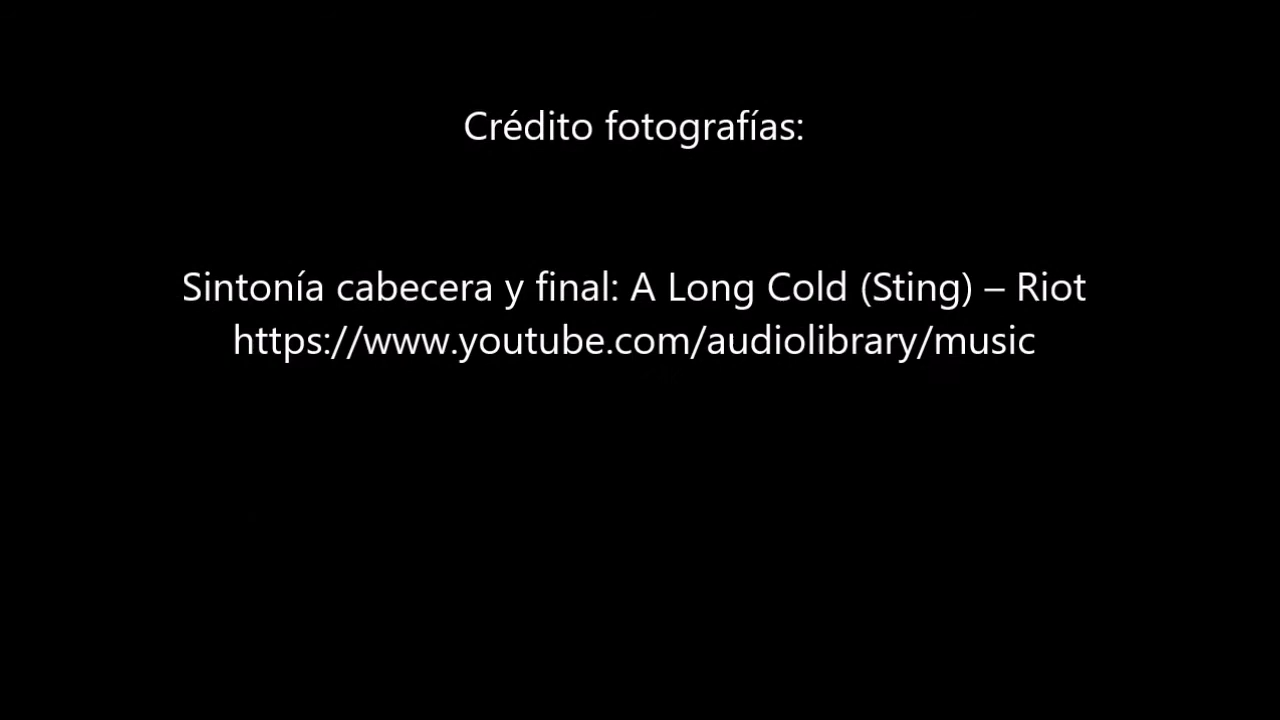 Crédito fotografías:
Sintonía cabecera y final: A Long Cold (Sting) – Riot
https://www.youtube.com/audiolibrary/music